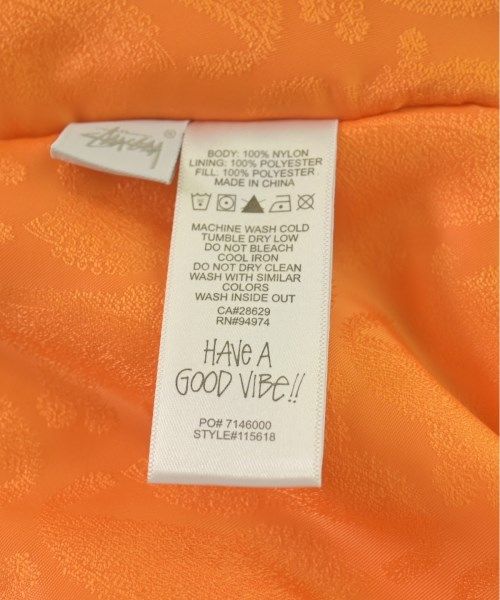 Stüssy
®
BODY: 100% NYLON
LINING: 100% POLYESTER
FILL: 100% POLYESTER
MADE IN CHINA
MACHINE WASH COLD
TUMBLE DRY LOW
DO NOT BLEACH
COOL IRON
DO NOT DRY CLEAN
WASH WITH SIMILAR
COLORS
WASH INSIDE OUT
CA#28629
RN#94974
HAVE A
GOOD VIBE!!
PO# 7146000
STYLE#115618